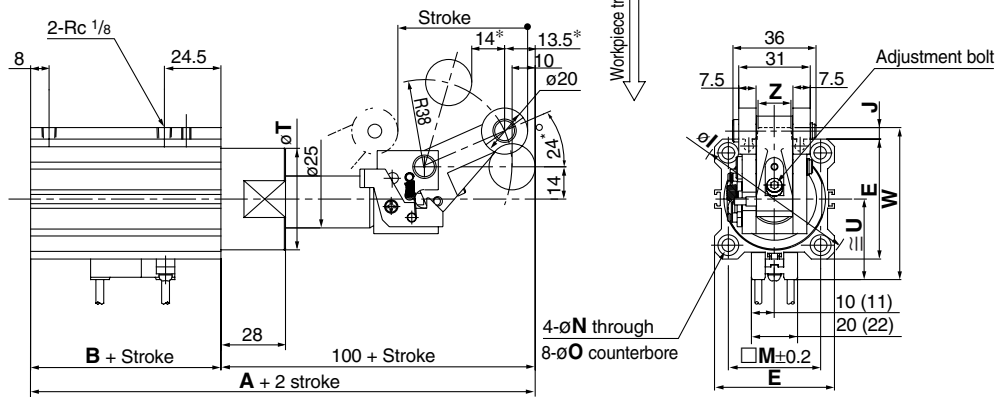 Stroke
14* 13.5*
10
ø20
2-Rc 1/8
8
24.5
R38
24*°
14
øT
ø25
28
B + Stroke
100 + Stroke
A + 2 stroke
Workpiece tr
36
31
7.5
Z
7.5
Adjustment bolt
J
øI
E
W
≈U
10 (11)
20 (22)
4-øN through
8-øO counterbore
□M±0.2
E